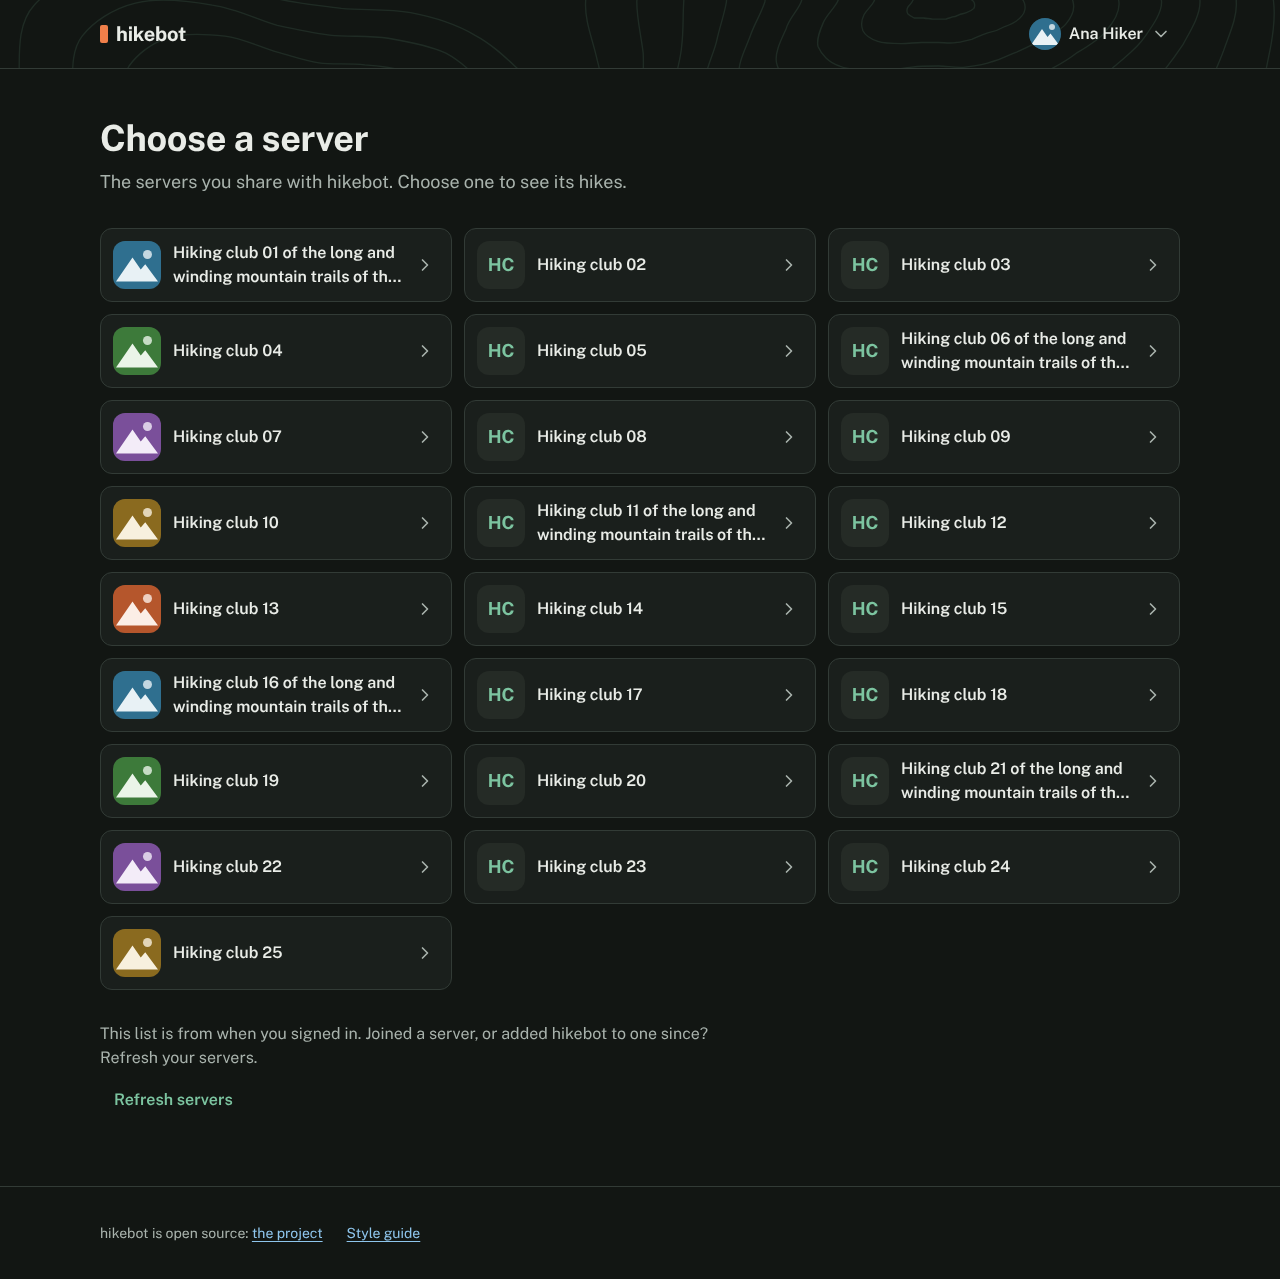 hikebot
Ana Hiker
Choose a server
The servers you share with hikebot. Choose one to see its hikes.
Hiking club 01 of the long and
winding mountain trails of th...
HC
Hiking club 02
HC
Hiking club 03
Hiking club 04
HC
Hiking club 05
HC
Hiking club 06 of the long and
winding mountain trails of th...
Hiking club 07
HC
Hiking club 08
HC
Hiking club 09
Hiking club 10
HC
Hiking club 11 of the long and
winding mountain trails of th...
HC
Hiking club 12
Hiking club 13
HC
Hiking club 14
HC
Hiking club 15
Hiking club 16 of the long and
winding mountain trails of th...
HC
Hiking club 17
HC
Hiking club 18
Hiking club 19
HC
Hiking club 20
HC
Hiking club 21 of the long and
winding mountain trails of th...
Hiking club 22
HC
Hiking club 23
HC
Hiking club 24
Hiking club 25
This list is from when you signed in. Joined a server, or added hikebot to one since?
Refresh your servers.
Refresh servers
hikebot is open source: the project
Style guide